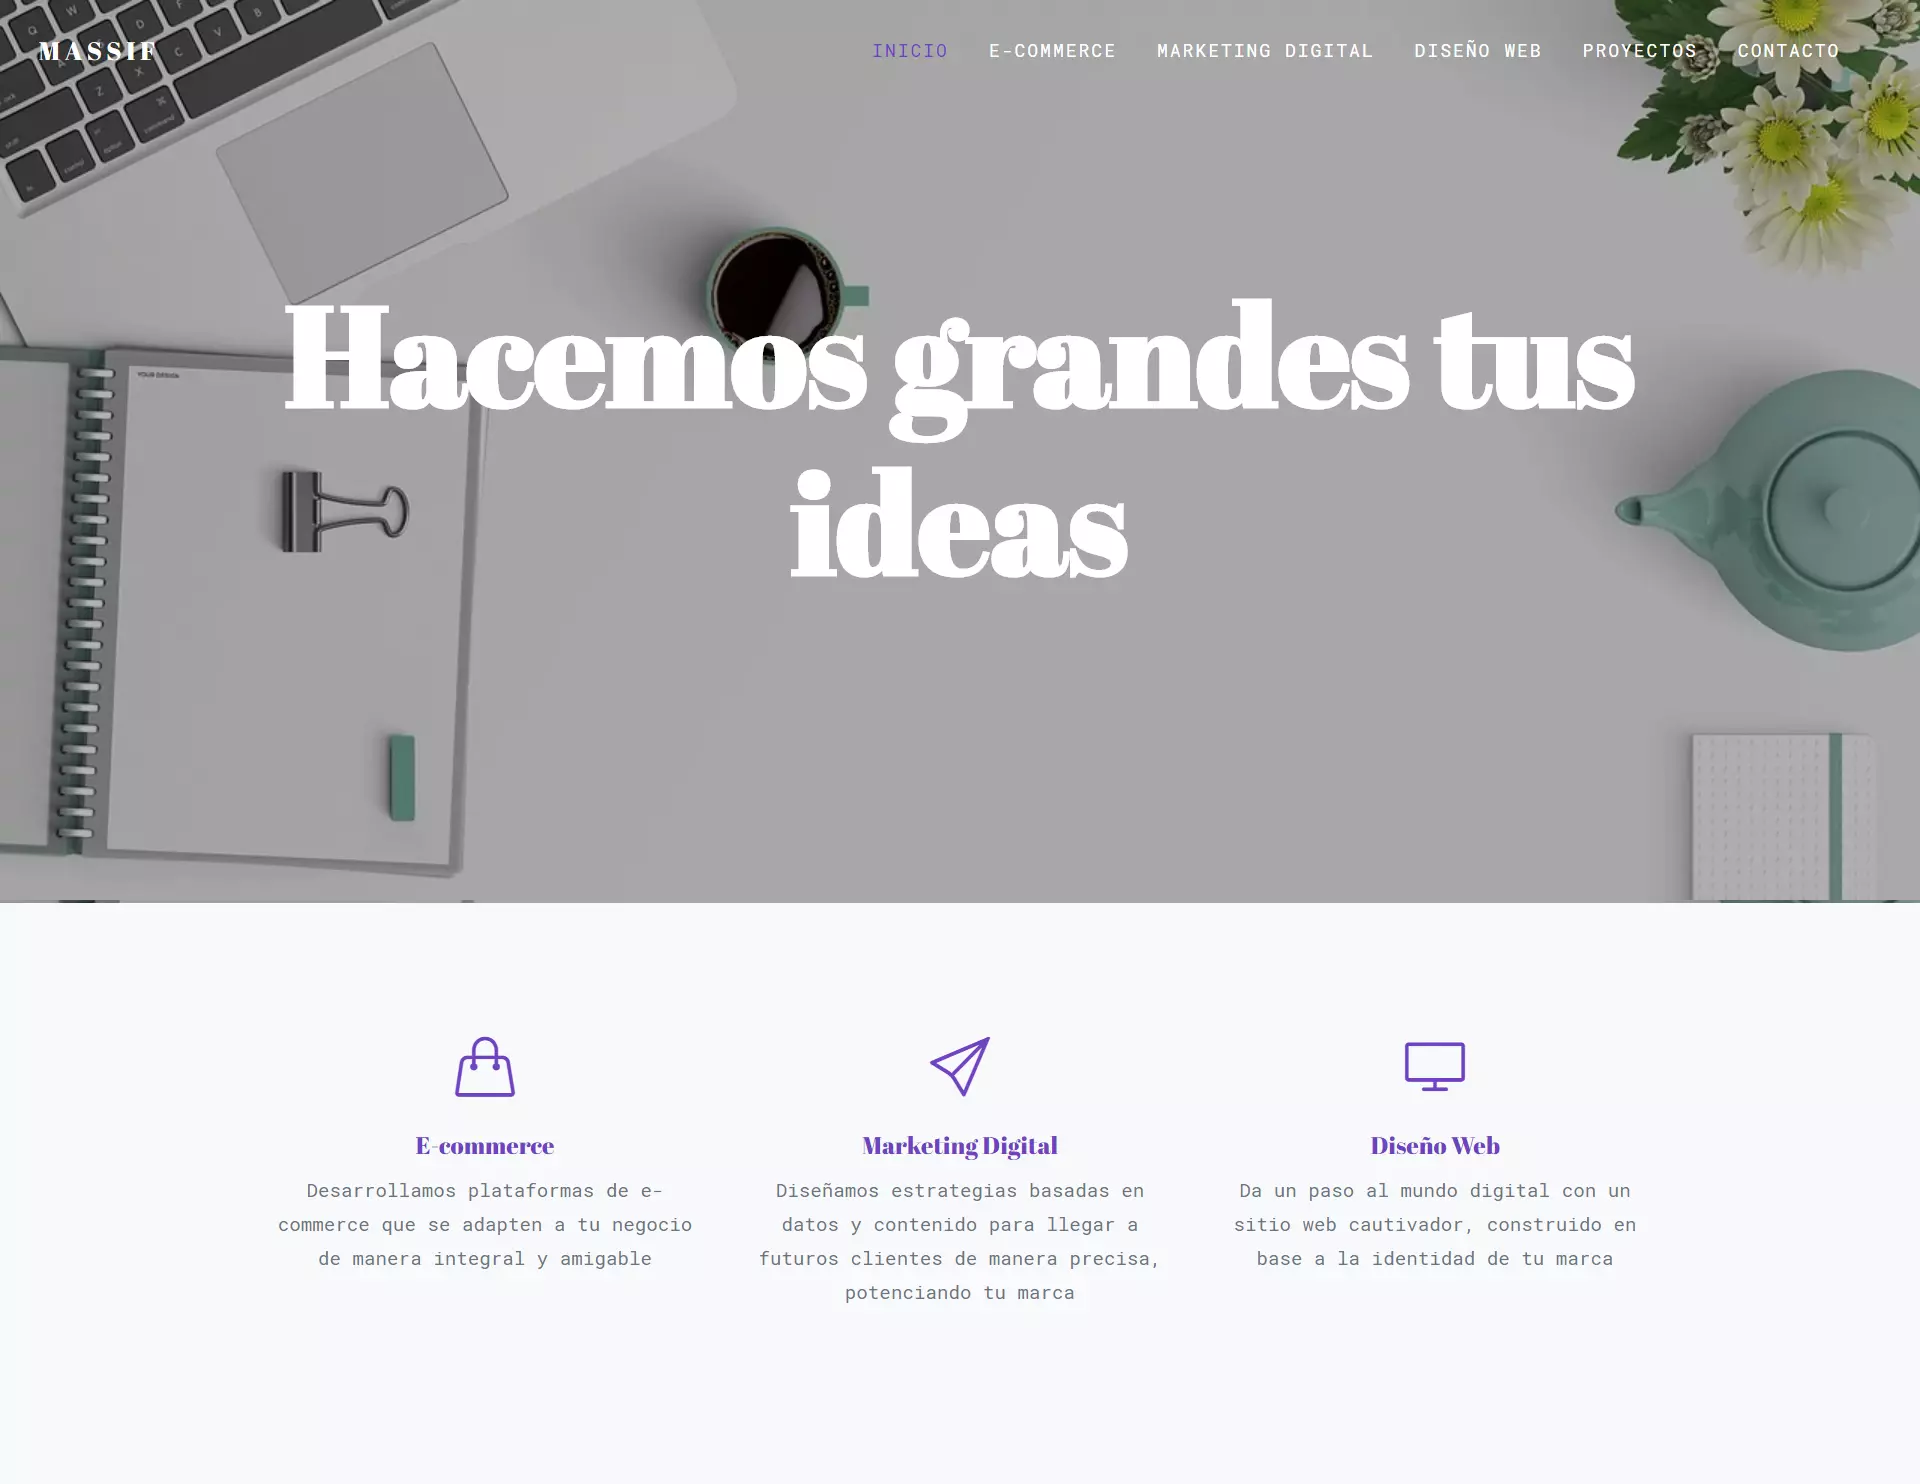 MASSIF
INICIO E-COMMERCE MARKETING DIGITAL DISEÑO WEB PROYECTOS CONTACTO
YOUR DESIGN
Hacemos grandes tus
ideas
E-commerce
Desarrollamos plataformas de e-
commerce que se adapten a tu negocio
de manera integral y amigable
Marketing Digital
Diseñamos estrategias basadas en
datos y contenido para llegar a
futuros clientes de manera precisa,
potenciando tu marca
Diseño Web
Da un paso al mundo digital con un
sitio web cautivador, construido en
base a la identidad de tu marca